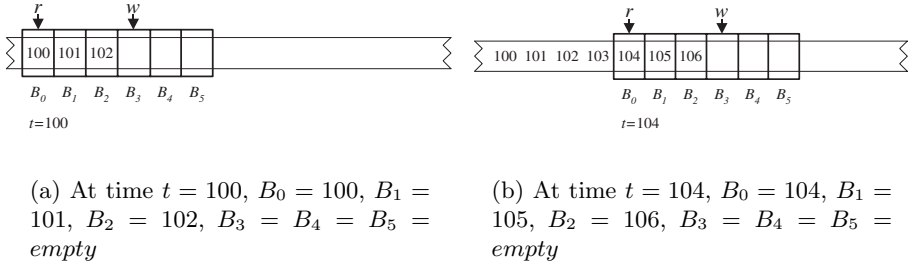 r w
100 101 102
B0 B1 B2 B3 B4 B5
t=100
(a) At time t = 100, B0 = 100, B1 =
101, B2 = 102, B3 = B4 = B5 =
empty
r w
100 101 102 103 104 105 106
B0 B1 B2 B3 B4 B5
t=104
(b) At time t = 104, B0 = 104, B1 =
105, B2 = 106, B3 = B4 = B5 =
empty